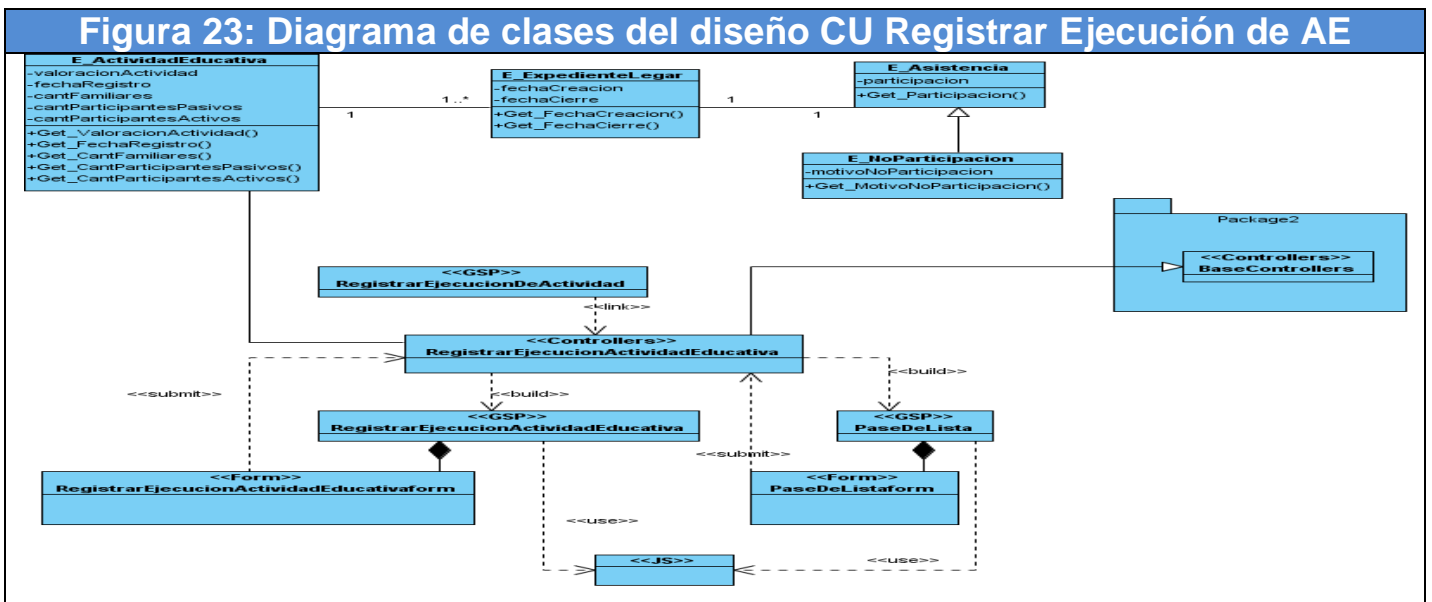 Figura 23: Diagrama de clases del diseño CU Registrar Ejecución de AE
E_ActividadEducativa
-valoracionActividad
-fechaRegistro
-cantFamiliares
-cantParticipantesPasivos
-cantParticipantesActivos
+Get_ValoracionActividad()
+Get_FechaRegistro()
+Get_CantFamiliares()
+Get_CantParticipantesPasivos()
+Get_CantParticipantesActivos()
1
1..*
E_ExpedienteLegar
-fechaCreacion
-fechaCierre
+Get_FechaCreacion()
+Get_FechaCierre()
1
1
E_Asistencia
-participacion
+Get_Participacion()
E_NoParticipacion
-motivoNoParticipacion
+Get_MotivoNoParticipacion()
Package2
<<Controllers>>
BaseControllers
<<GSP>>
RegistrarEjecucionDeActividad
<<link>>
<<Controllers>>
RegistrarEjecucionActividadEducativa
<<submit>>
<<build>>
<<build>>
<<GSP>>
RegistrarEjecucionActividadEducativa
<<GSP>>
PaseDeLista
<<submit>>
<<Form>>
RegistrarEjecucionActividadEducativaform
<<Form>>
PaseDeListaform
<<use>>
<<JS>>
<<use>>